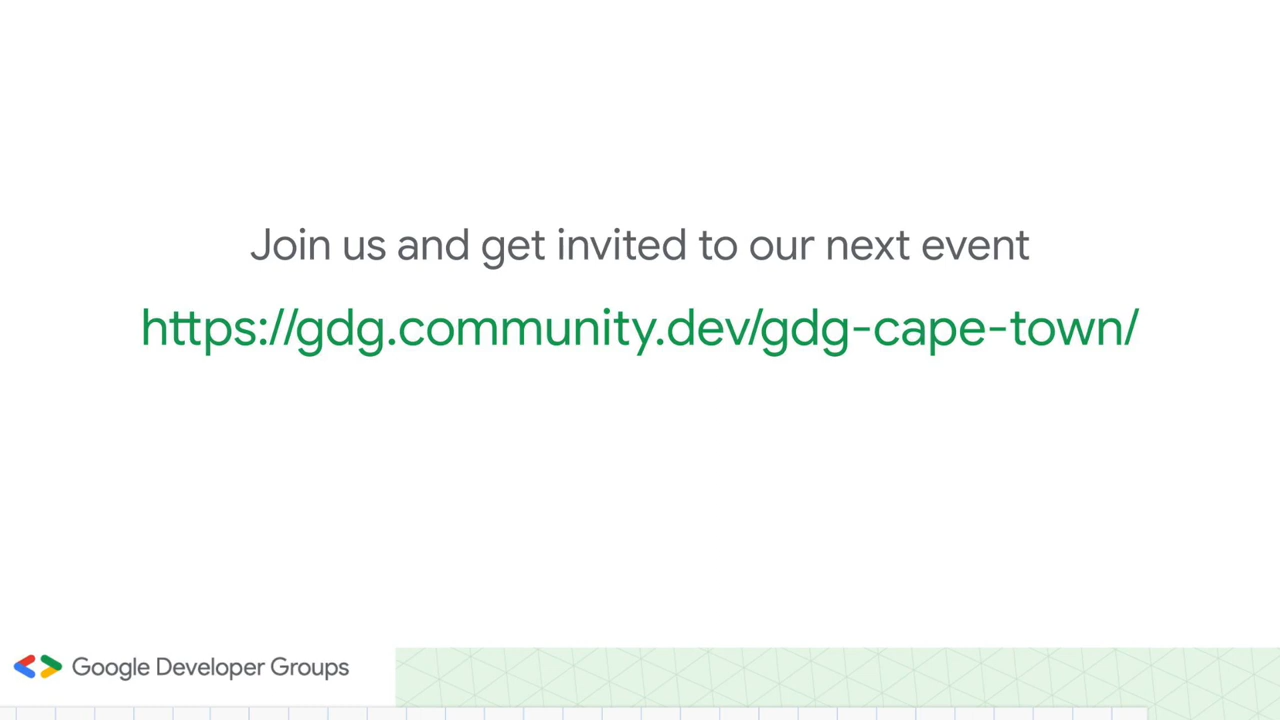 Join us and get invited to our next event
https://gdg.community.dev/gdg-cape-town/
Google Developer Groups